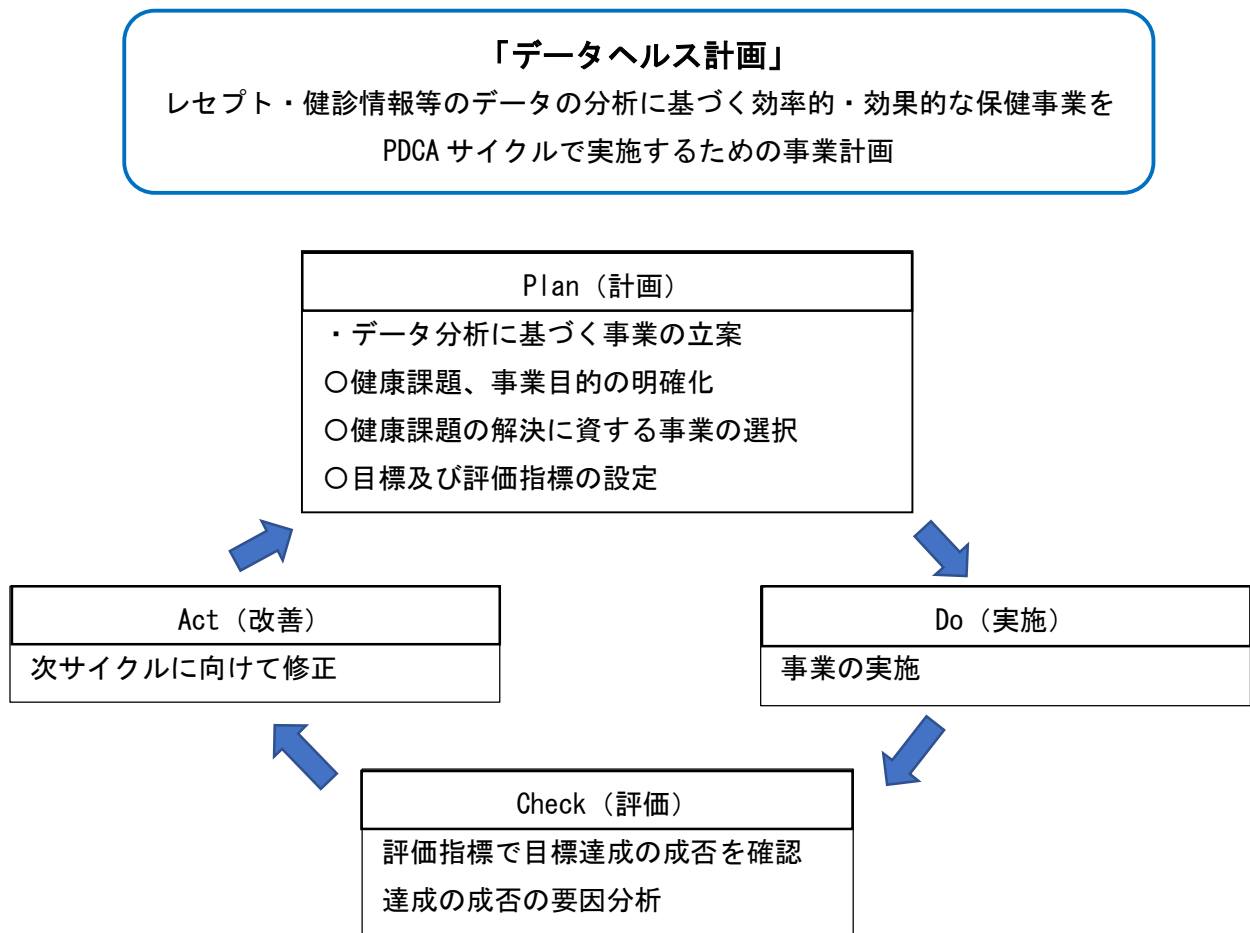 「データヘルス計画」
レセプト・健診情報等のデータの分析に基づく効率的・効果的な保健事業を
PDCA サイクルで実施するための事業計画
Plan（計画）
・データ分析に基づく事業の立案
〇健康課題、事業目的の明確化
〇健康課題の解決に資する事業の選択
〇目標及び評価指標の設定
Act（改善）
次サイクルに向けて修正
Do（実施）
事業の実施
Check（評価）
評価指標で目標達成の成否を確認
達成の成否の要因分析